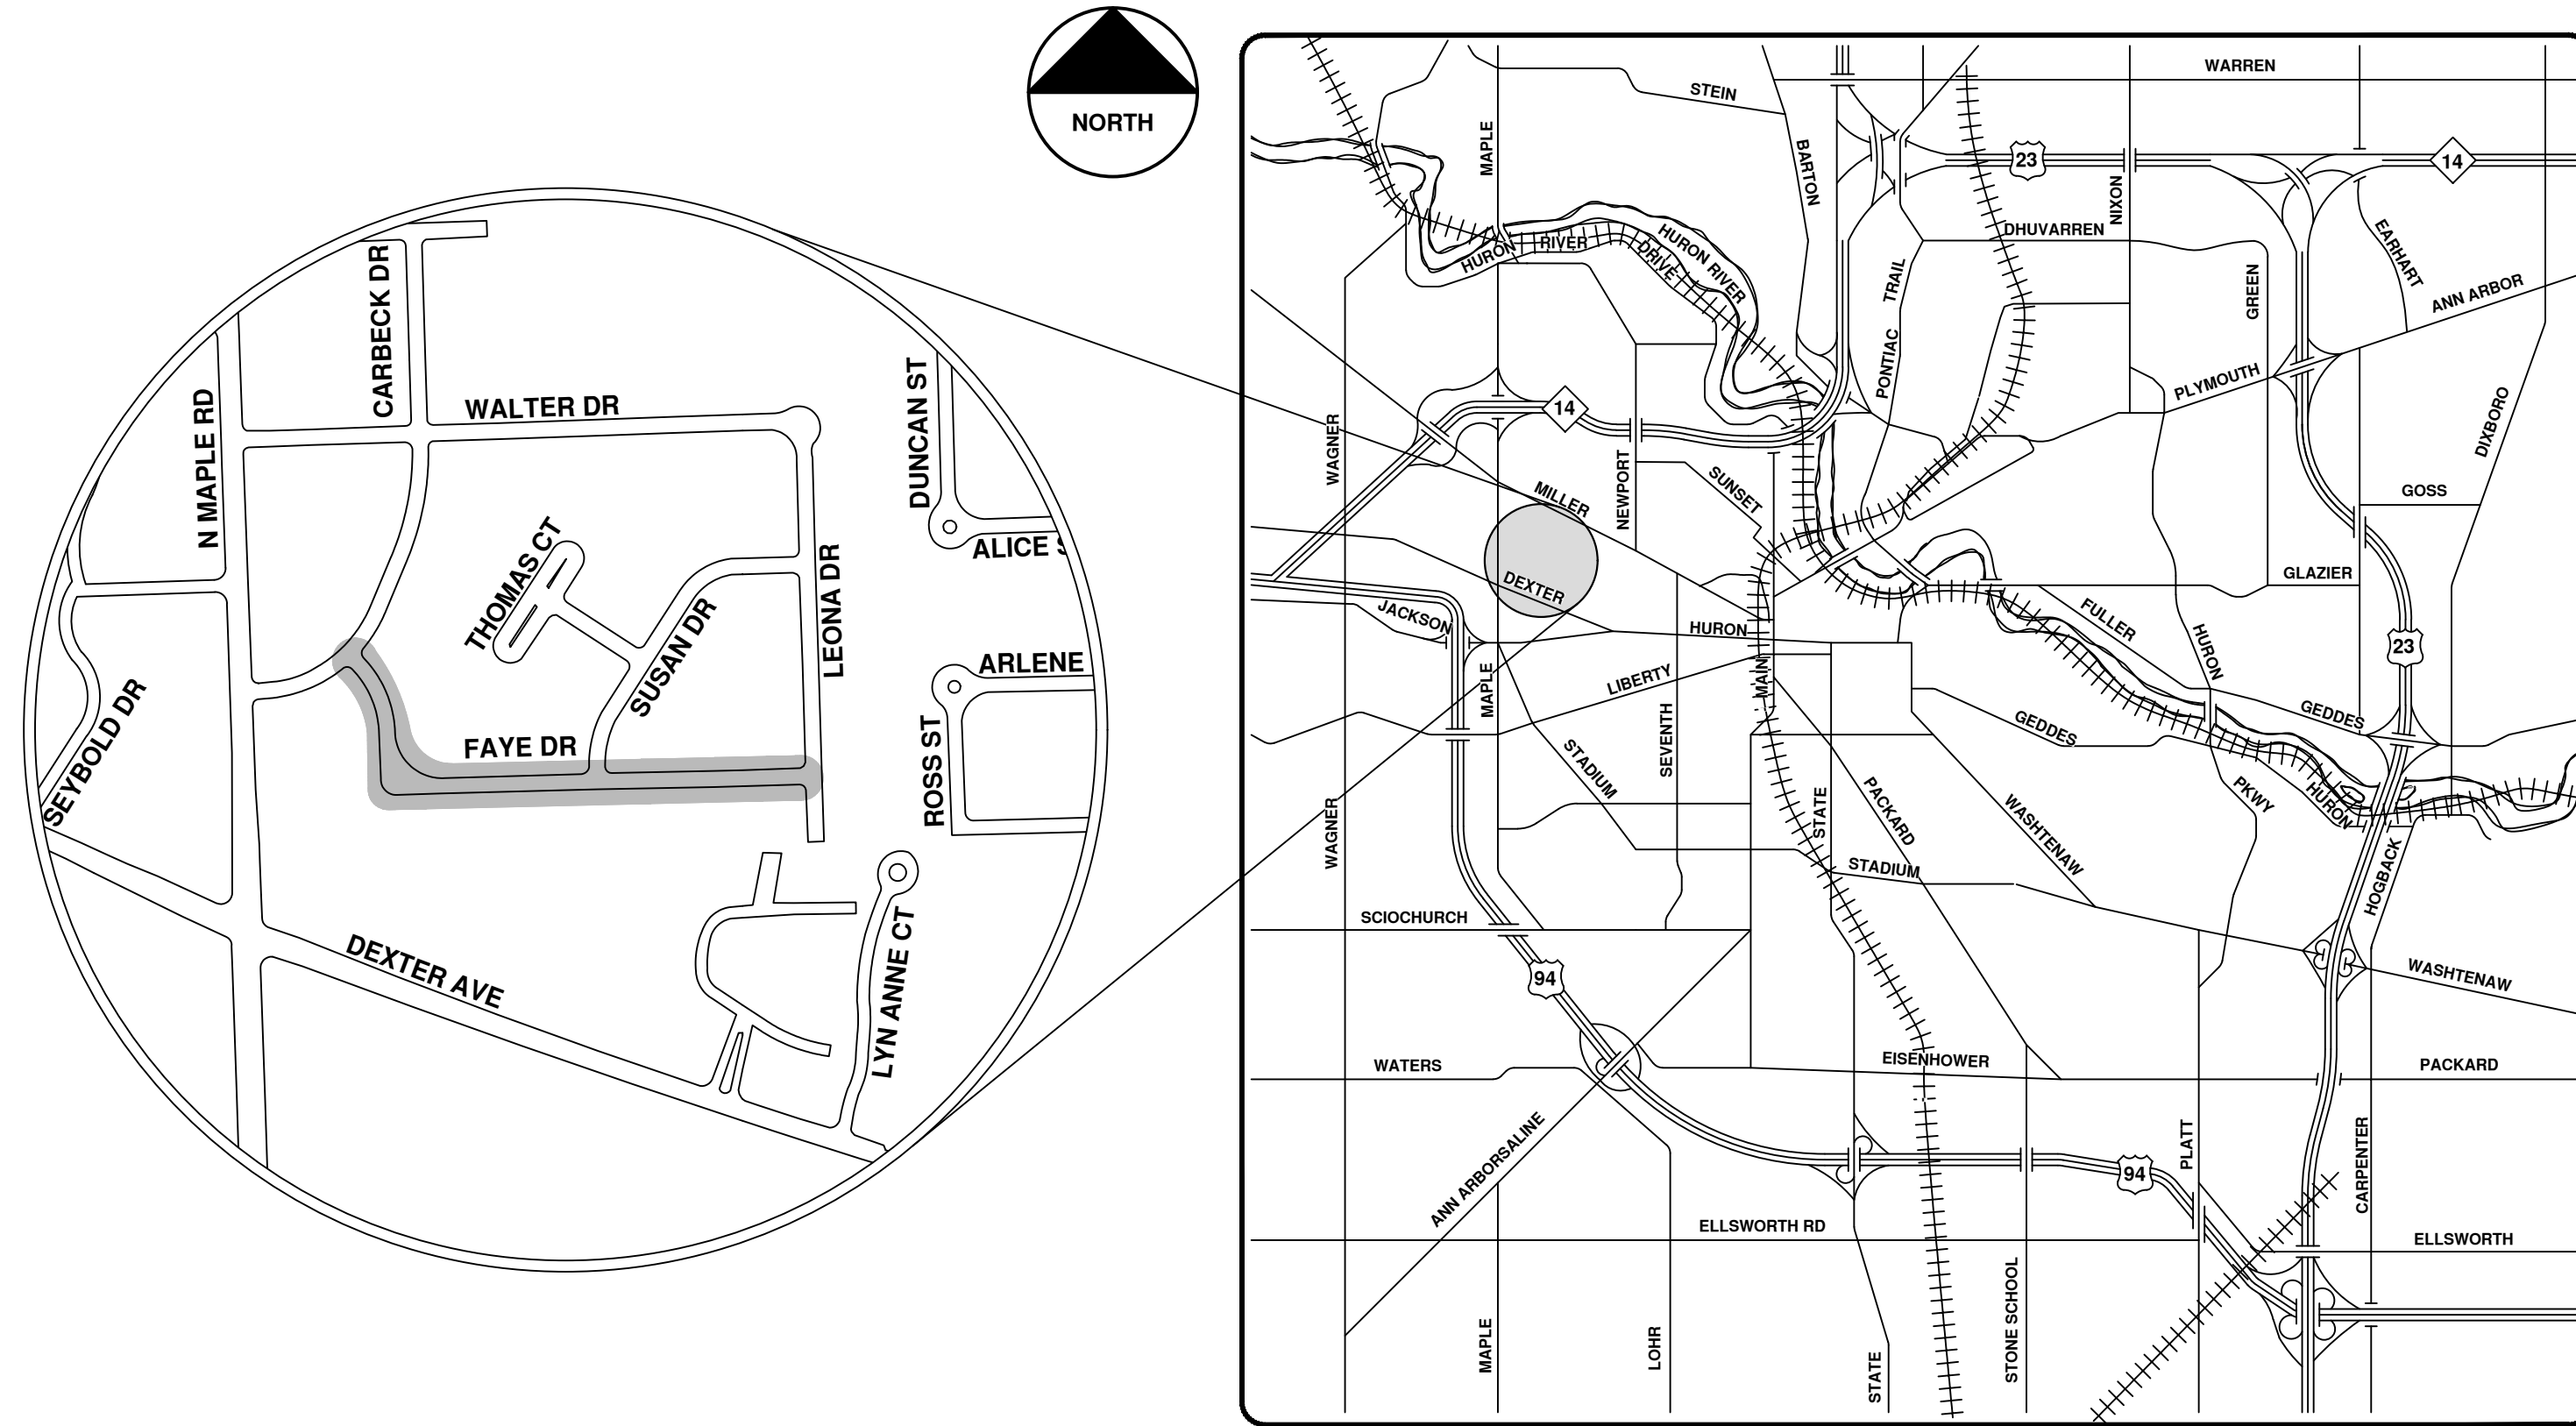 NORTH
CARBECK DR
N MAPLE RD
WALTER DR
DUNCAN ST
ALICE
THOMAS CT
LEONA DR
SUSAN DR
ARLENE
SEYBOLD DR
FAYE DR
ROSS ST
DEXTER AVE
LYN ANNE CT
WARREN
STEIN
MAPLE
BARTON
23
14
NIXON
DHUVARREN
EARHART
HURON
RIVER
DRIVE
HURON RIVER
PONTIAC
TRAIL
GREEN
ANN ARBOR
PLYMOUTH
DIXBORO
WAGNER
14
NEWPORT
SUNSET
MILLER
GOSS
GLAZIER
DEXTER
JACKSON
HURON
FULLER
HURON
23
MAPLE
LIBERTY
MAIN
SEVENTH
STADIUM
GEDDES
GEDDES
WAGNER
STATE
PACKARD
WASHTENAW
PKWY
HURON
STADIUM
HOGBACK
SCIOCHURCH
94
WASHTENAW
WATERS
EISENHOWER
PACKARD
ANN ARBORSALINE
PLATT
CARPENTER
94
ELLSWORTH RD
ELLSWORTH
MAPLE
LOHR
STATE
STONE SCHOOL